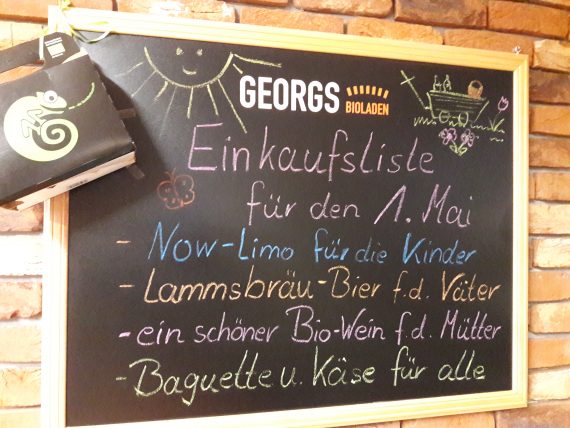 GEORGS BIOLADEN
Einkaufsliste
für den 1. Mai
- Now-Limo für die Kinder
- Lammsbräu-Bier f.d. Väter
- ein schöner Bio-Wein f.d. Mütter
- Baguette u. Käse für alle